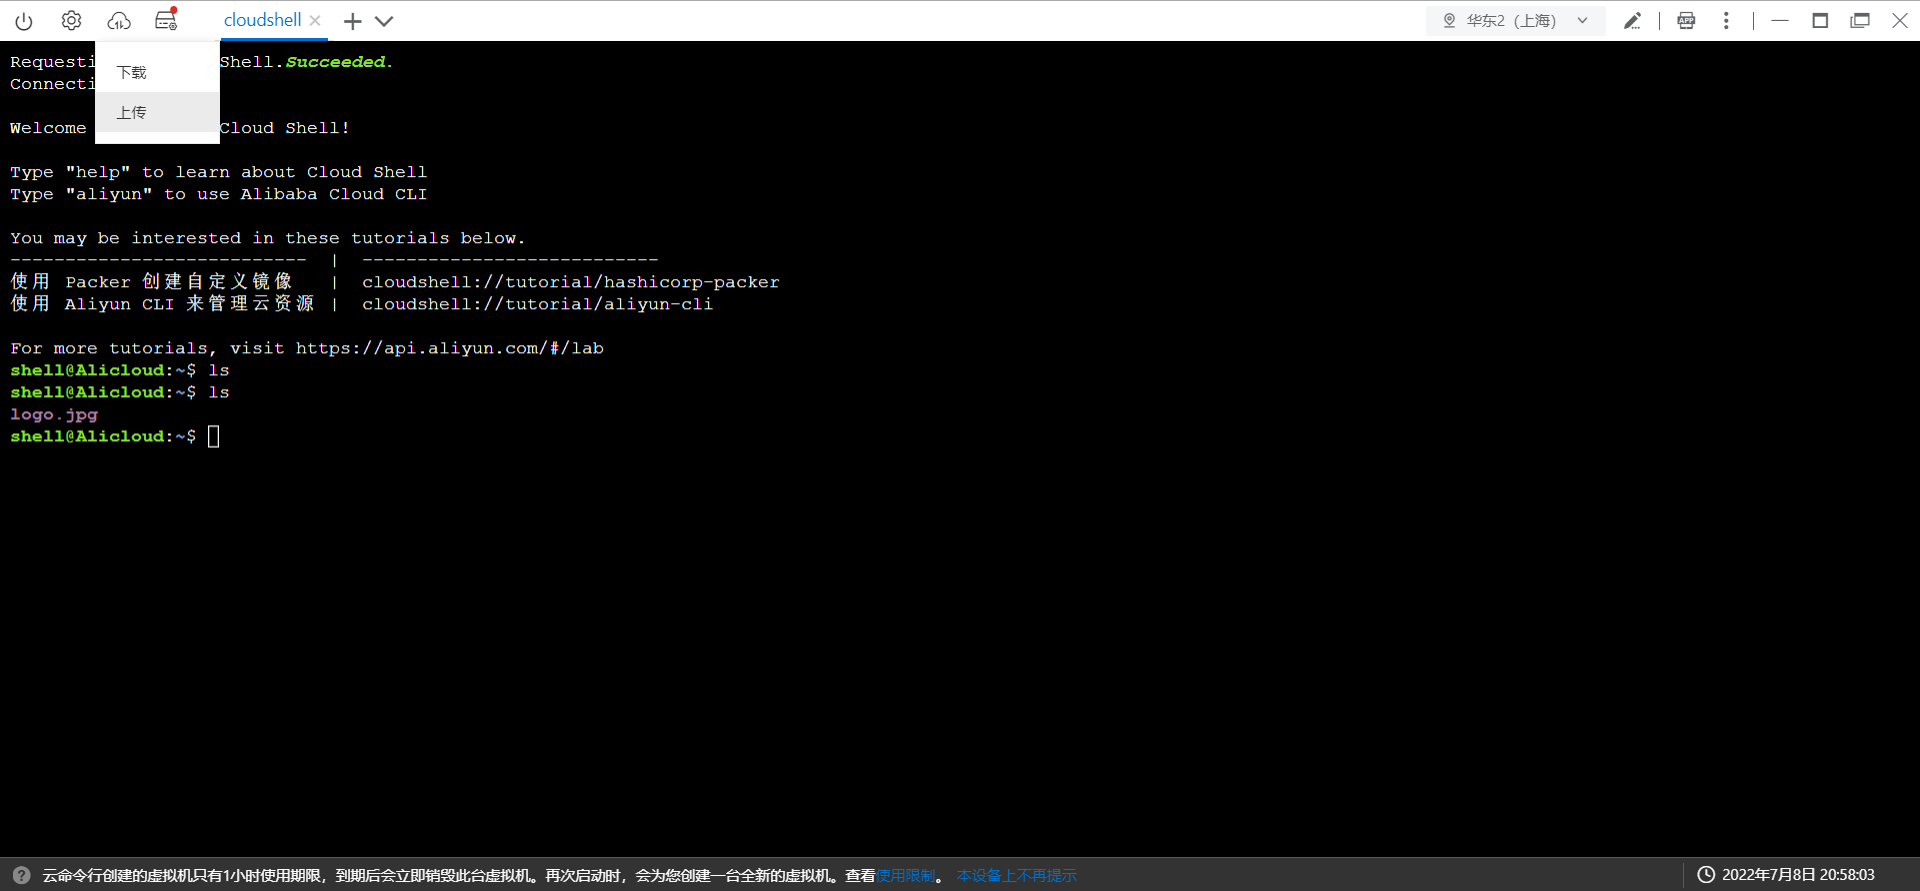 cloudshell
华东2（上海）
下载
上传
Requesti Shell.Succeeded.
Connecti
Welcome Cloud Shell!
Type "help" to learn about Cloud Shell
Type "aliyun" to use Alibaba Cloud CLI
You may be interested in these tutorials below.
--------------------------- | ---------------------------
使用 Packer 创建自定义镜像 | cloudshell://tutorial/hashicorp-packer
使用 Aliyun CLI 来管理云资源 | cloudshell://tutorial/aliyun-cli
For more tutorials, visit https://api.aliyun.com/#/lab
shell@Alicloud:~$ ls
shell@Alicloud:~$ ls
logo.jpg
shell@Alicloud:~$
云命令行创建的虚拟机只有1小时使用期限，到期后会立即销毁此台虚拟机。再次启动时，会为您创建一台全新的虚拟机。查看使用限制。 本设备上不再提示
2022年7月8日 20:58:03